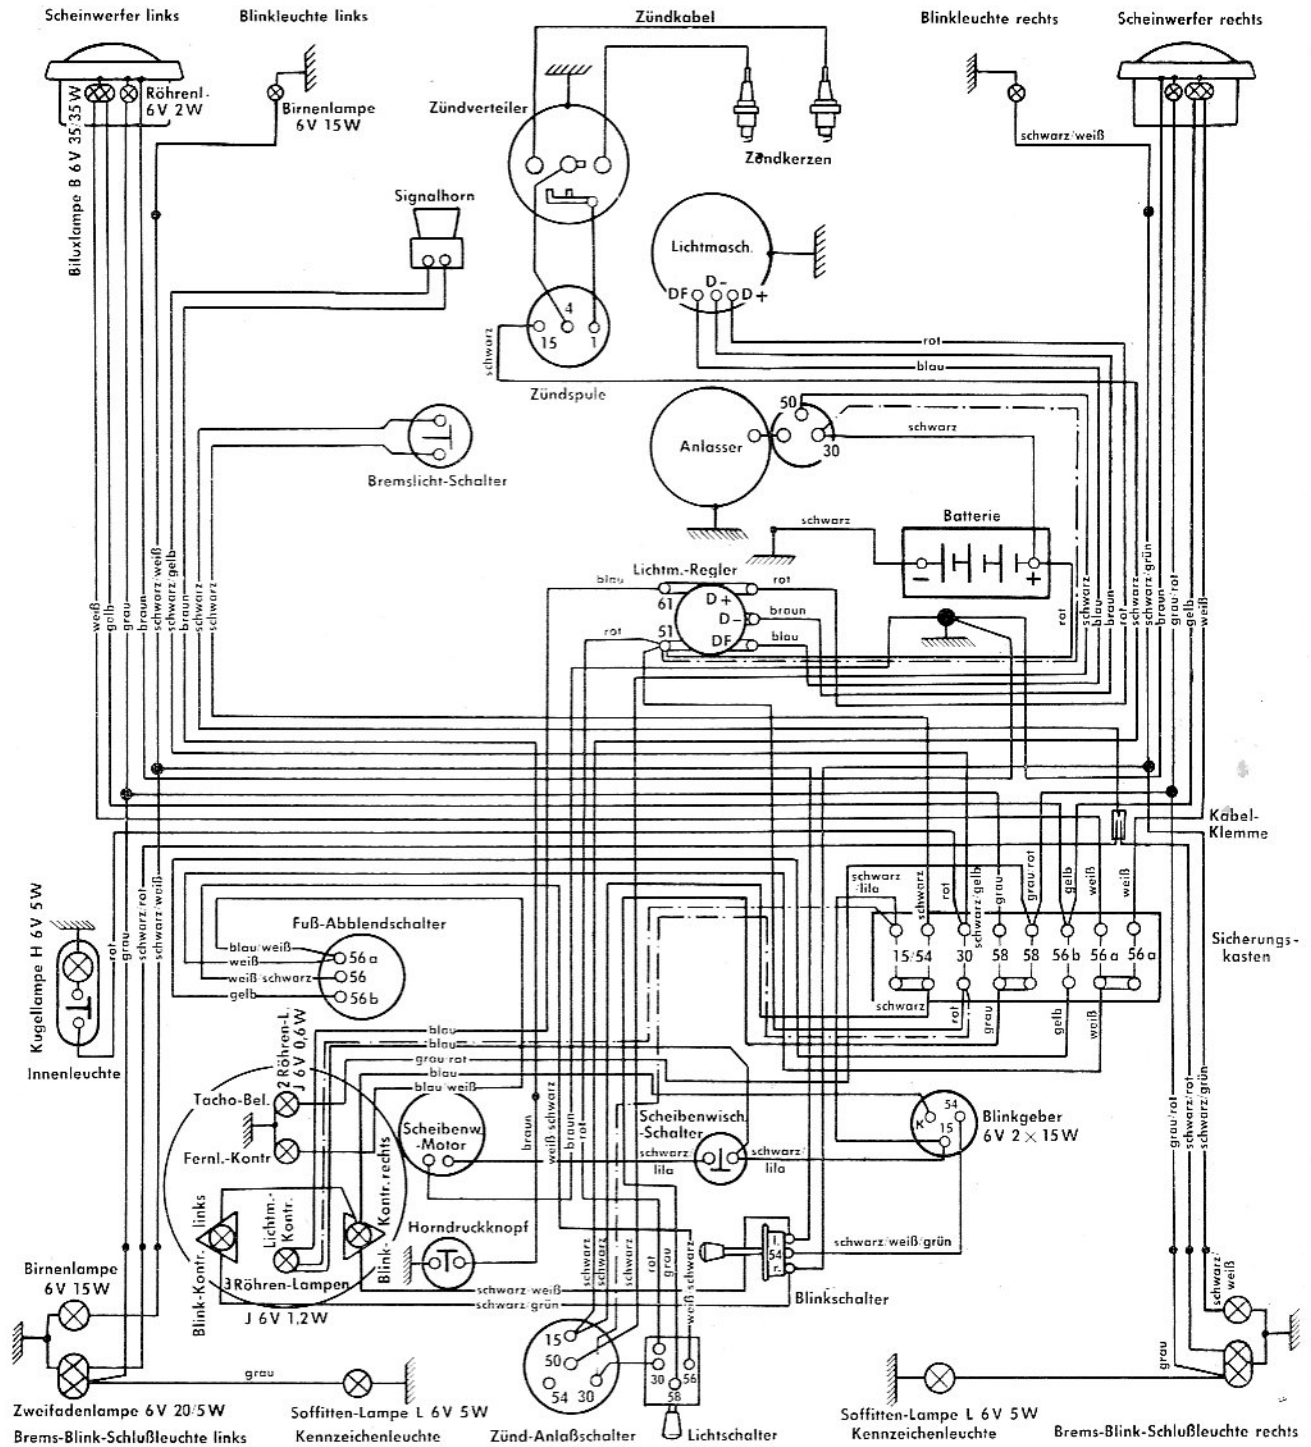 Scheinwerfer links
Blinkleuchte links
Zündkabel
Blinkleuchte rechts
Scheinwerfer rechts
Röhrenl.
6V 2W
Birnenlampe
6V 15W
Zündverteiler
schwarz/weiß
Zündkerzen
Biluxlampe B 6V 35/35W
Signalhorn
Lichtmasch.
DF
D-
D+
4
15
1
schwarz
rot
blau
Zündspule
50
Anlasser
30
schwarz
Bremslicht-Schalter
schwarz
Batterie
-
+
Lichtm.-Regler
blau
61
D+
rot
D-
braun
51
DF
blau
rot
rot
weiß
gelb
grau
braun
schwarz/weiß
schwarz/gelb
braun
schwarz
schwarz
schwarz
blau
braun
rot
schwarz
schwarz/grün
braun
grau/rot
gelb
weiß
Kabel-
Klemme
schwarz
/lila
schwarz
rot
schwarz/gelb
grau
grau/rot
gelb
weiß
weiß
Kugellampe H 6V 5W
rot
grau
schwarz/rot
schwarz/weiß
Fuß-Abblendschalter
blau/weiß
weiß
weiß/schwarz
gelb
56a
56
56b
15/54
30
58
58
56b
56a
56a
Sicherungs-
kasten
schwarz
rot
grau
gelb
weiß
Innenleuchte
2 Röhren-L.
J 6V 0,6W
blau
blau
grau/rot
blau
blau/weiß
Tacho-Bel.
Fernl.-Kontr
Scheibenw.
-Motor
braun
weiß/schwarz
braun
rot
Scheibenwisch.
-Schalter
schwarz/
lila
schwarz/
lila
K
54
15
Blinkgeber
6V 2 × 15W
grau/rot
schwarz/rot
schwarz/grün
Blink-Kontr. links
Lichtm.-
Kontr.
Blink-Kontr. rechts
Horndruckknopf
3 Röhren-Lampen
J 6V 1,2W
schwarz/weiß
schwarz/grün
schwarz
schwarz
schwarz
rot
grau
weiß/schwarz
l.
54
r.
schwarz/weiß/grün
Blinkschalter
Birnenlampe
6V 15W
schwarz/
weiß
grau
grau
15
50
54
30
30
58
56
Zweifadenlampe 6V 20/5W
Brems-Blink-Schlußleuchte links
Soffitten-Lampe L 6V 5W
Kennzeichenleuchte
Zünd-Anlaßschalter
Lichtschalter
Soffitten-Lampe L 6V 5W
Kennzeichenleuchte
Brems-Blink-Schlußleuchte rechts